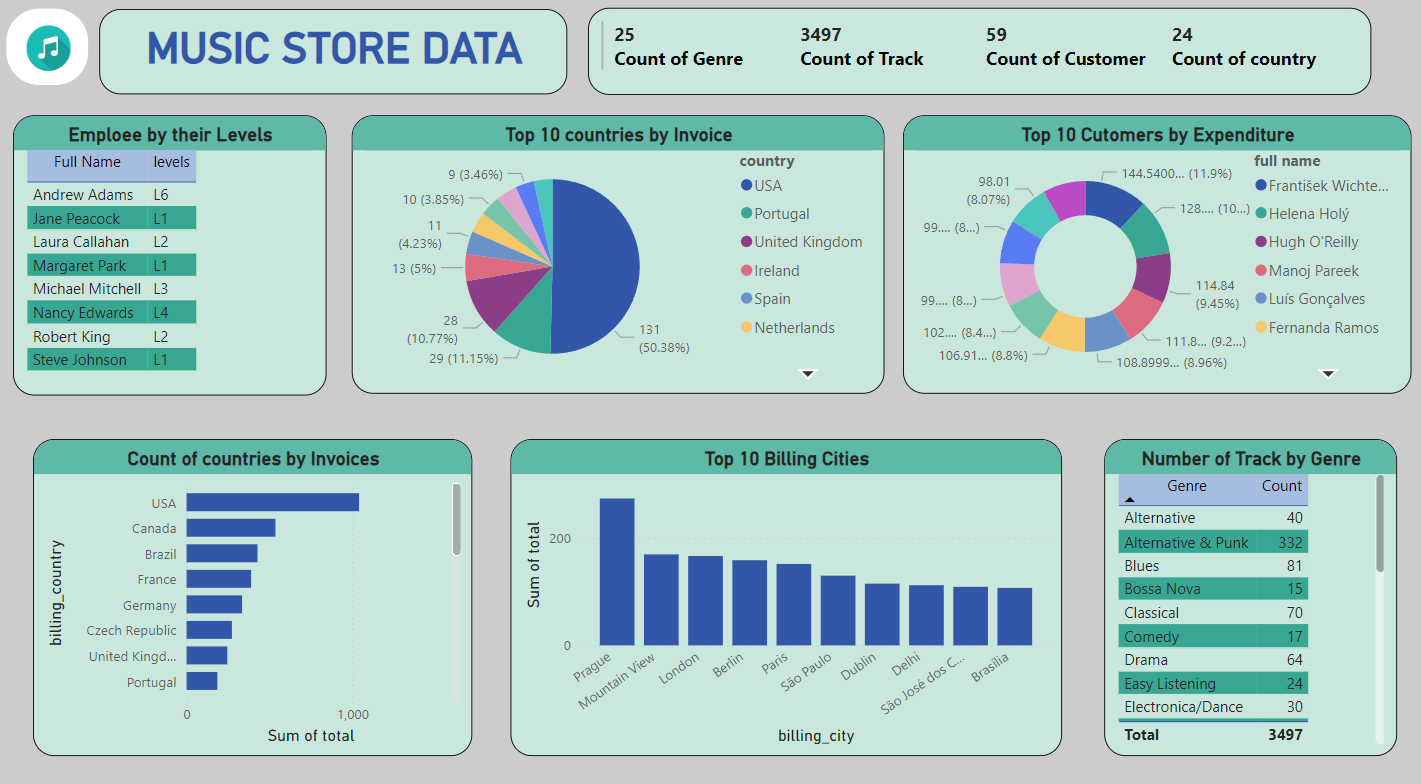 MUSIC STORE DATA
25
Count of Genre
3497
Count of Track
59
Count of Customer
24
Count of country
Emploee by their Levels
Full Name levels
Andrew Adams L6
Jane Peacock L1
Laura Callahan L2
Margaret Park L1
Michael Mitchell L3
Nancy Edwards L4
Robert King L2
Steve Johnson L1
Top 10 countries by Invoice
9 (3.46%)
10 (3.85%)
11
(4.23%)
13 (5%)
28
(10.77%)
29 (11.15%)
131
(50.38%)
country
USA
Portugal
United Kingdom
Ireland
Spain
Netherlands
Top 10 Cutomers by Expenditure
98.01
(8.07%)
99.... (8...)
99.... (8...)
102.... (8.4...)
106.91... (8.8%)
144.5400... (11.9%)
128.... (10...)
114.84
(9.45%)
111.8... (9.2...)
108.8999... (8.96%)
full name
František Wichte...
Helena Holý
Hugh O'Reilly
Manoj Pareek
Luís Gonçalves
Fernanda Ramos
Count of countries by Invoices
billing_country
USA
Canada
Brazil
France
Germany
Czech Republic
United Kingd...
Portugal
0 1,000
Sum of total
Top 10 Billing Cities
Sum of total
200
0
Prague
Mountain View
London
Berlin
Paris
São Paulo
Dublin
Delhi
São José dos C...
Brasília
billing_city
Number of Track by Genre
Genre Count
Alternative 40
Alternative & Punk 332
Blues 81
Bossa Nova 15
Classical 70
Comedy 17
Drama 64
Easy Listening 24
Electronica/Dance 30
Total 3497